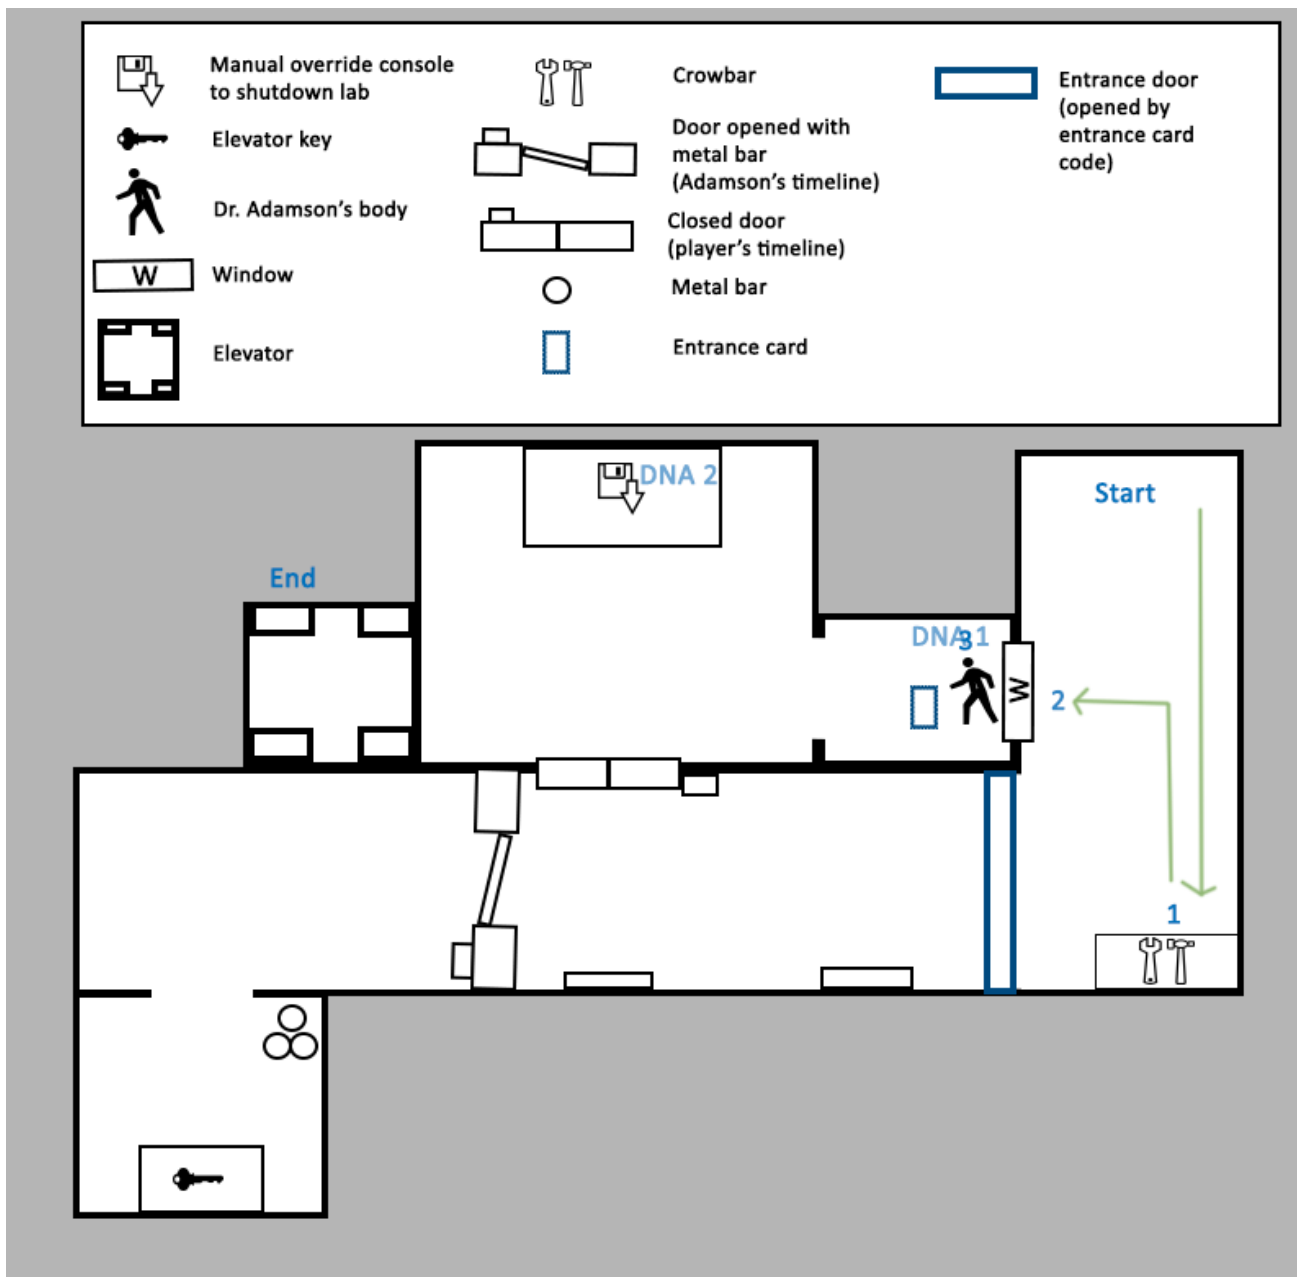 Manual override console
to shutdown lab
Elevator key
Dr. Adamson's body
W
Window
Elevator
Crowbar
Door opened with
metal bar
(Adamson's timeline)
Closed door
(player's timeline)
Metal bar
Entrance card
Entrance door
(opened by
entrance card
code)
DNA 2
Start
End
DNA 1
3
W
2
1